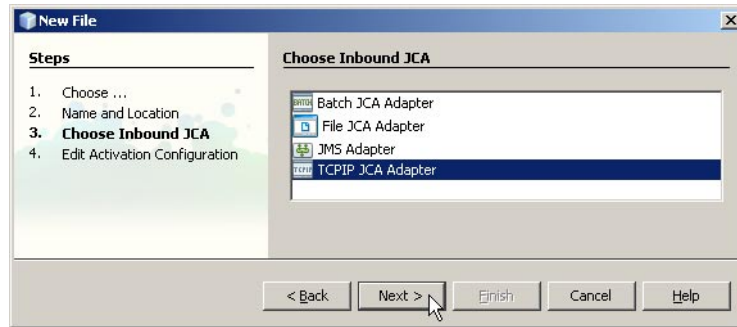 New File
Steps
1. Choose ...
2. Name and Location
3. Choose Inbound JCA
4. Edit Activation Configuration
Choose Inbound JCA
Batch JCA Adapter
File JCA Adapter
JMS Adapter
TCPIP JCA Adapter
< Back Next > Finish Cancel Help